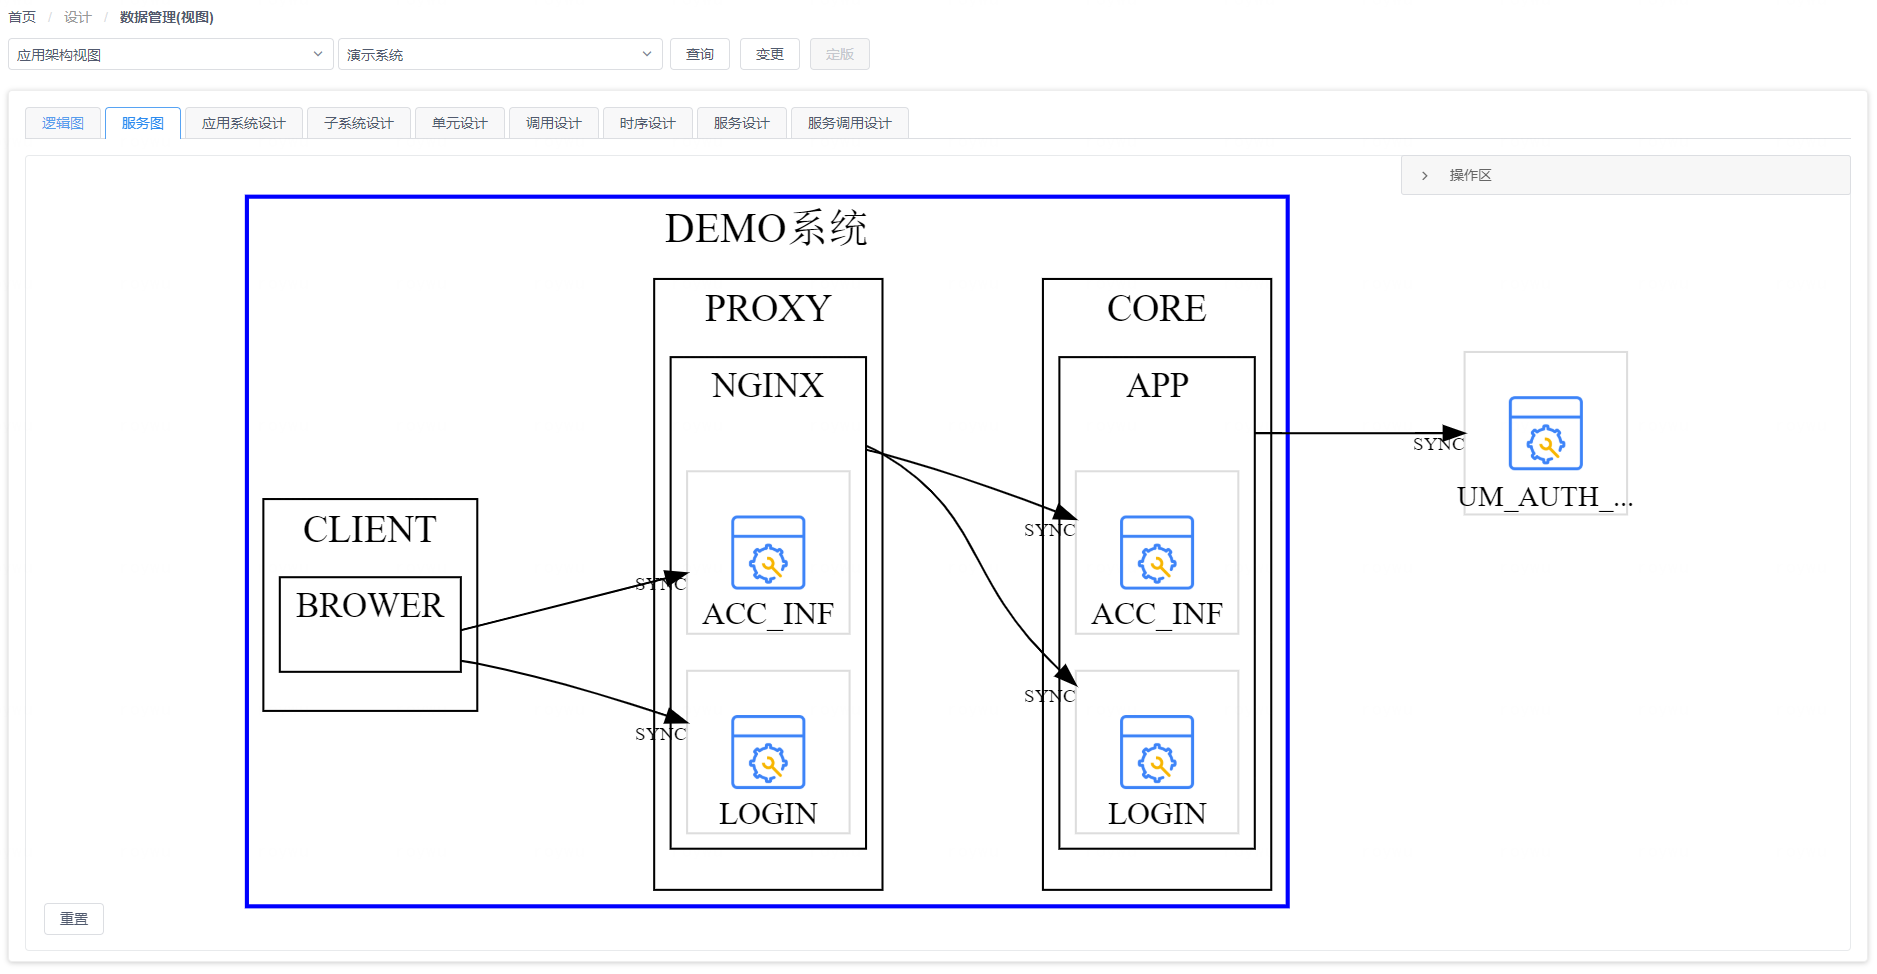 首页 / 设计 / 数据管理(视图)
应用架构视图 演示系统 查询 变更 定版
逻辑图 服务图 应用系统设计 子系统设计 单元设计 调用设计 时序设计 服务设计 服务调用设计
操作区
DEMO系统
PROXY
CORE
NGINX
APP
SYNC
UM_AUTH_...
CLIENT
SYNC
BROWER
SYNC
ACC_INF
ACC_INF
SYNC
SYNC
LOGIN
LOGIN
重置